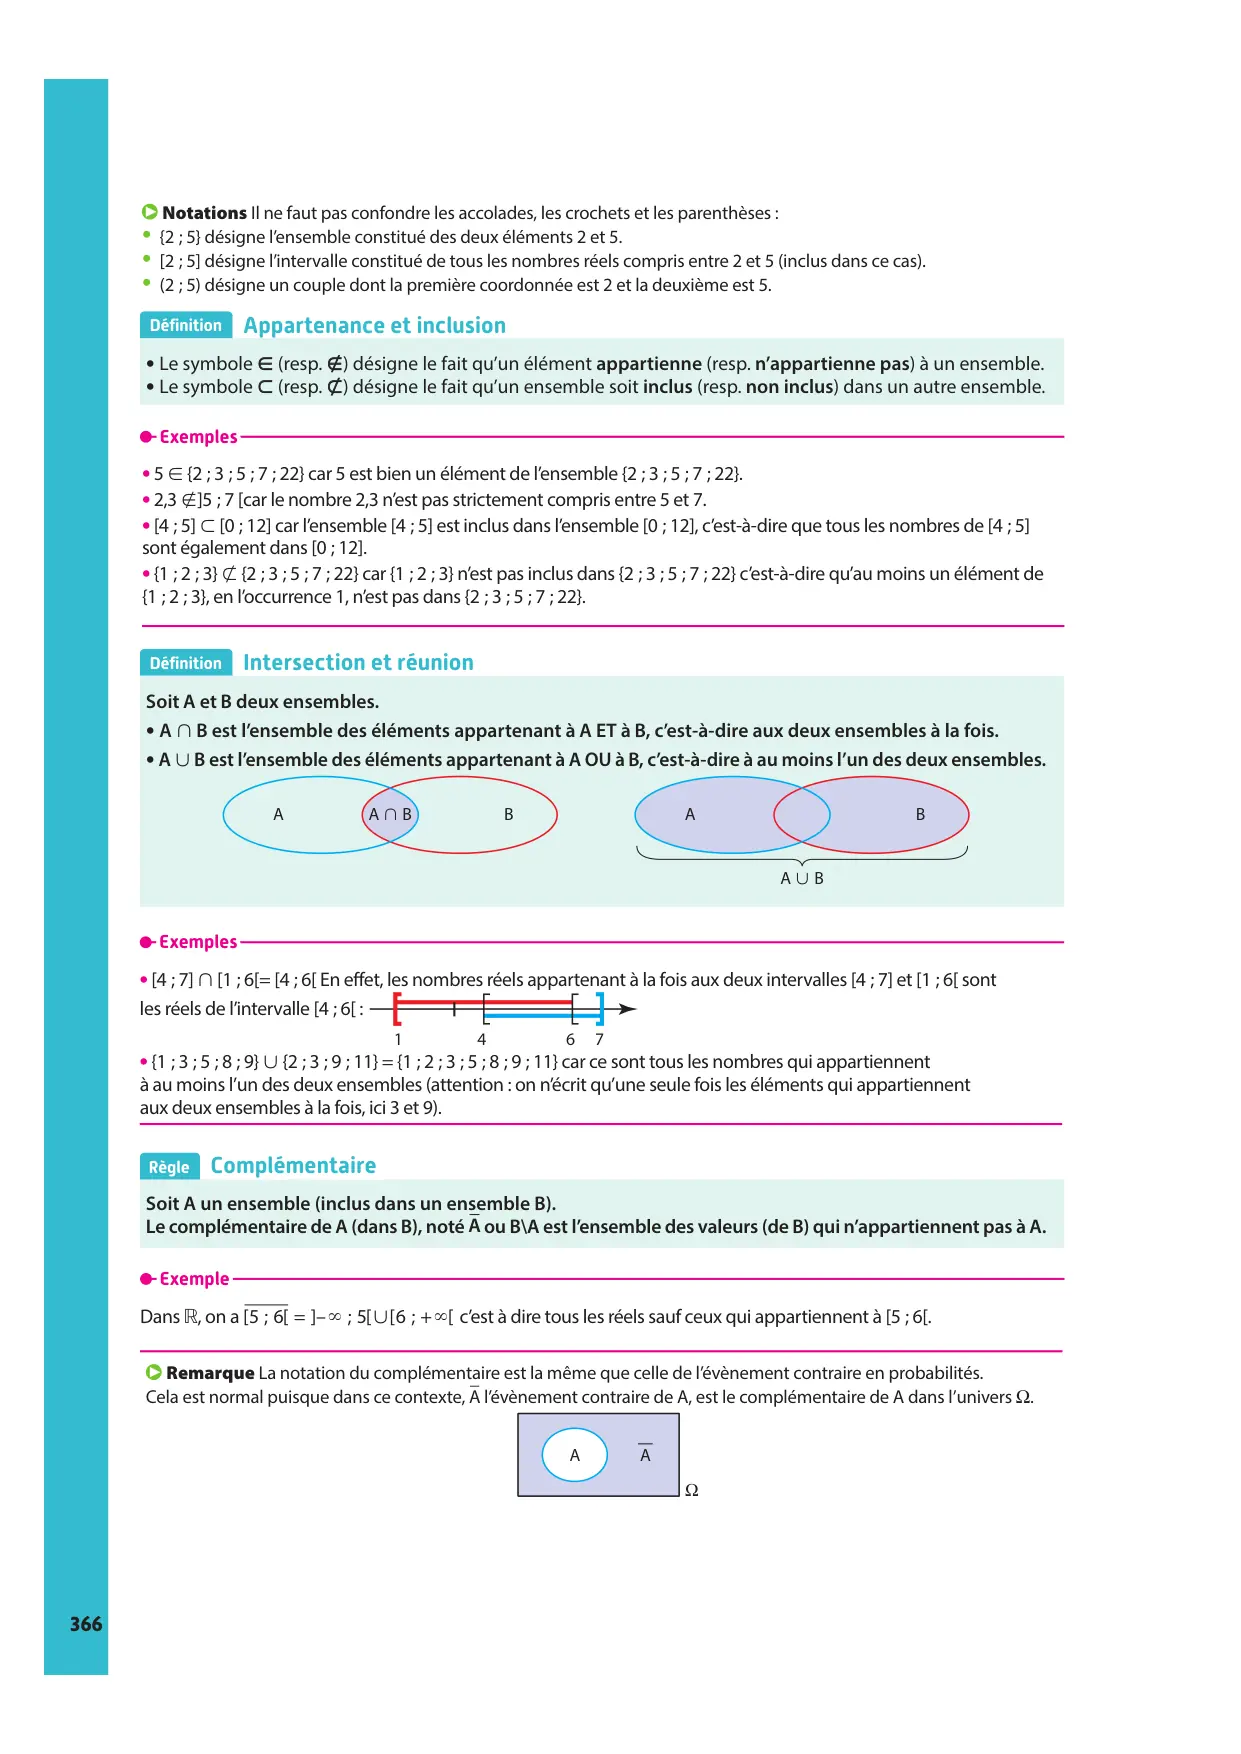 Notations Il ne faut pas confondre les accolades, les crochets et les parenthèses :
• {2 ; 5} désigne l’ensemble constitué des deux éléments 2 et 5.
• [2 ; 5] désigne l’intervalle constitué de tous les nombres réels compris entre 2 et 5 (inclus dans ce cas).
• (2 ; 5) désigne un couple dont la première coordonnée est 2 et la deuxième est 5.
Définition Appartenance et inclusion
• Le symbole ∈ (resp. ∉) désigne le fait qu’un élément appartienne (resp. n’appartienne pas) à un ensemble.
• Le symbole ⊂ (resp. ⊄) désigne le fait qu’un ensemble soit inclus (resp. non inclus) dans un autre ensemble.
Exemples
• 5 ∈ {2 ; 3 ; 5 ; 7 ; 22} car 5 est bien un élément de l’ensemble {2 ; 3 ; 5 ; 7 ; 22}.
• 2,3 ∉]5 ; 7 [car le nombre 2,3 n’est pas strictement compris entre 5 et 7.
• [4 ; 5] ⊂ [0 ; 12] car l’ensemble [4 ; 5] est inclus dans l’ensemble [0 ; 12], c’est-à-dire que tous les nombres de [4 ; 5]
sont également dans [0 ; 12].
• {1 ; 2 ; 3} ⊄ {2 ; 3 ; 5 ; 7 ; 22} car {1 ; 2 ; 3} n’est pas inclus dans {2 ; 3 ; 5 ; 7 ; 22} c’est-à-dire qu’au moins un élément de
{1 ; 2 ; 3}, en l’occurrence 1, n’est pas dans {2 ; 3 ; 5 ; 7 ; 22}.
Définition Intersection et réunion
Soit A et B deux ensembles.
• A ∩ B est l’ensemble des éléments appartenant à A ET à B, c’est-à-dire aux deux ensembles à la fois.
• A ∪ B est l’ensemble des éléments appartenant à A OU à B, c’est-à-dire à au moins l’un des deux ensembles.
A A ∩ B B A B
A ∪ B
Exemples
• [4 ; 7] ∩ [1 ; 6[= [4 ; 6[ En effet, les nombres réels appartenant à la fois aux deux intervalles [4 ; 7] et [1 ; 6[ sont
les réels de l’intervalle [4 ; 6[ :
1 4 6 7
• {1 ; 3 ; 5 ; 8 ; 9} ∪ {2 ; 3 ; 9 ; 11} = {1 ; 2 ; 3 ; 5 ; 8 ; 9 ; 11} car ce sont tous les nombres qui appartiennent
à au moins l’un des deux ensembles (attention : on n’écrit qu’une seule fois les éléments qui appartiennent
aux deux ensembles à la fois, ici 3 et 9).
Règle Complémentaire
Soit A un ensemble (inclus dans un ensemble B).
Le complémentaire de A (dans B), noté A̅ ou B\A est l’ensemble des valeurs (de B) qui n’appartiennent pas à A.
Exemple
Dans ℝ, on a [̅5̅ ̅;̅ ̅6̅[̅ = ]–∞ ; 5[∪[6 ; +∞[ c’est à dire tous les réels sauf ceux qui appartiennent à [5 ; 6[.
Remarque La notation du complémentaire est la même que celle de l’évènement contraire en probabilités.
Cela est normal puisque dans ce contexte, A̅ l’évènement contraire de A, est le complémentaire de A dans l’univers Ω.
A A̅
Ω
366